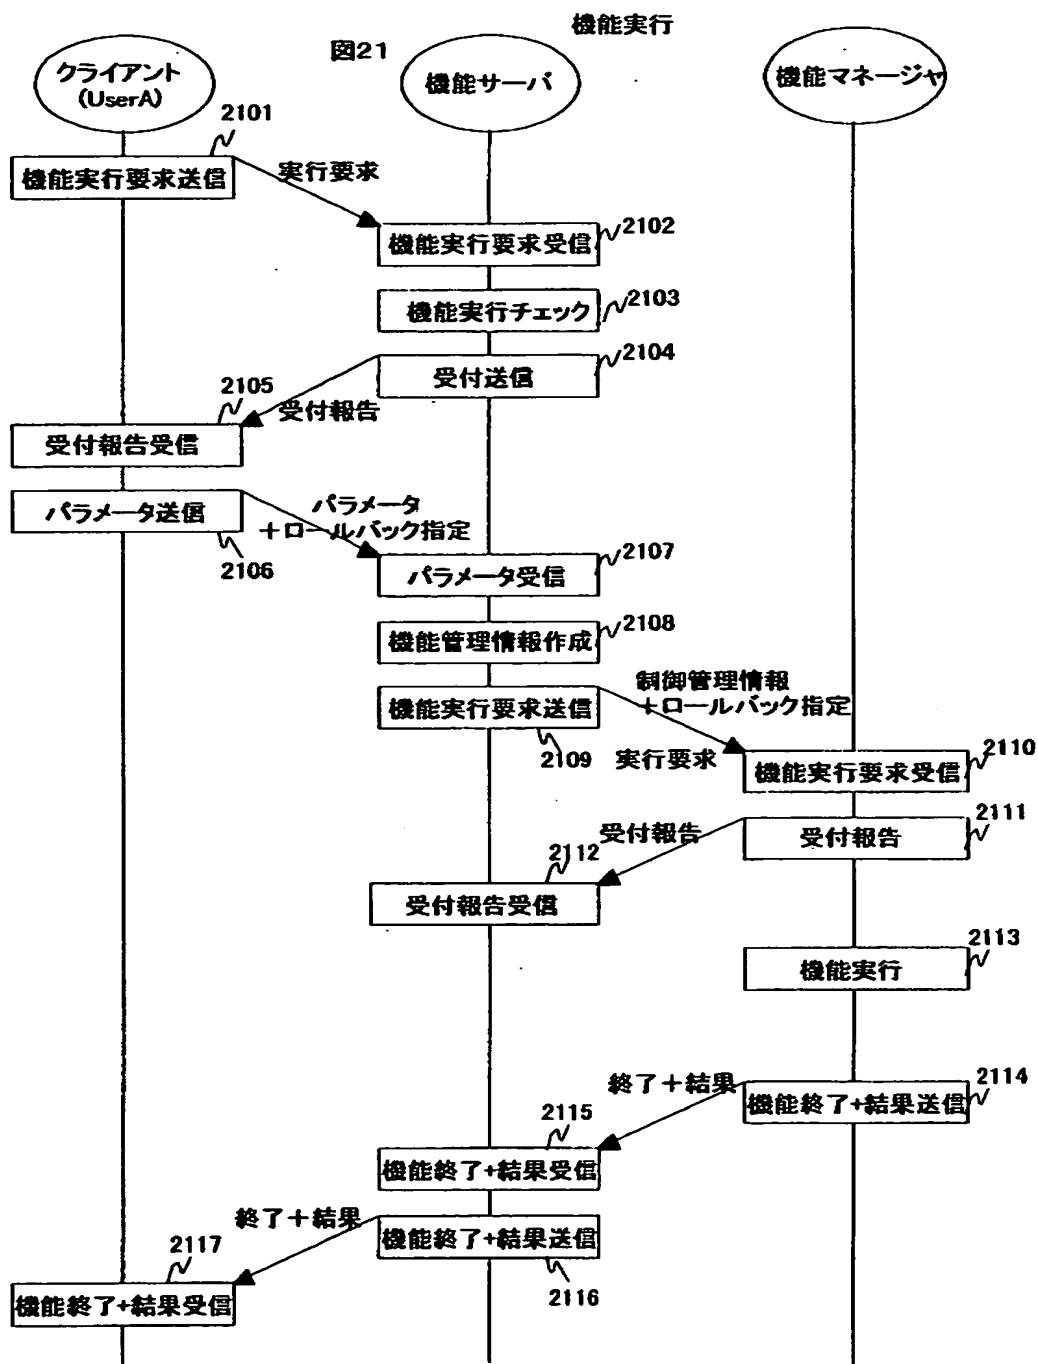 機能実行
図21
クライアント
(UserA)
機能サーバ
機能マネージャ
2101
機能実行要求送信
実行要求
2102
機能実行要求受信
2103
機能実行チェック
2104
受付送信
2105
受付報告
受付報告受信
パラメータ送信
パラメータ
+ロールバック指定
2106
2107
パラメータ受信
2108
機能管理情報作成
制御管理情報
+ロールバック指定
機能実行要求送信
2109
実行要求
2110
機能実行要求受信
2111
受付報告
受付報告
2112
受付報告受信
2113
機能実行
終了+結果
2114
機能終了+結果送信
2115
機能終了+結果受信
終了+結果
機能終了+結果送信
2116
2117
機能終了+結果受信